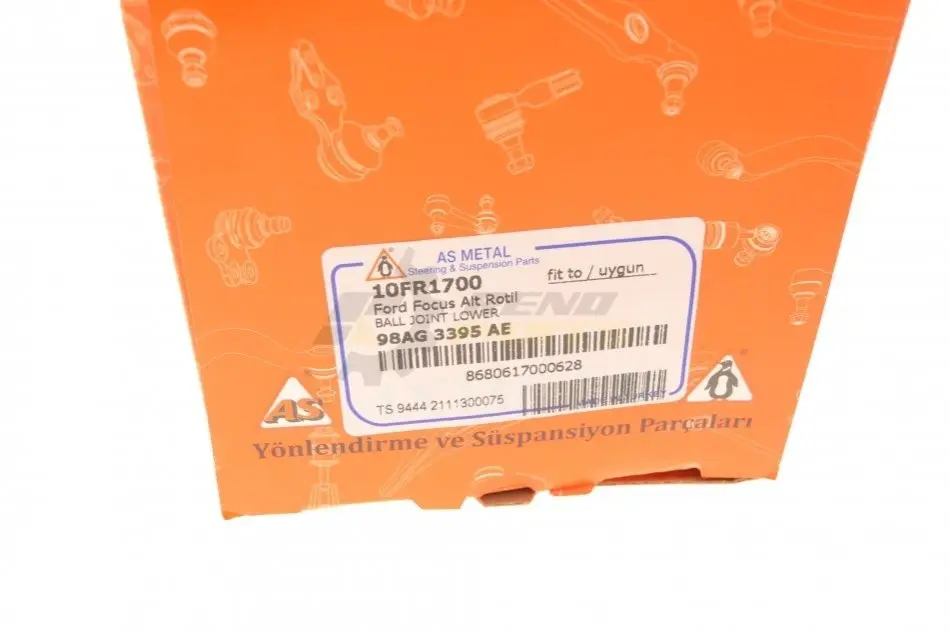 AS METAL
Steering & Suspension Parts
fit to / uygun
10FR1700
Ford Focus Alt Rotil
BALL JOINT LOWER
98AG 3395 AE
8680617000628
TS 9444 2111300075
AS
Yönlendirme ve Süspansiyon Parçaları